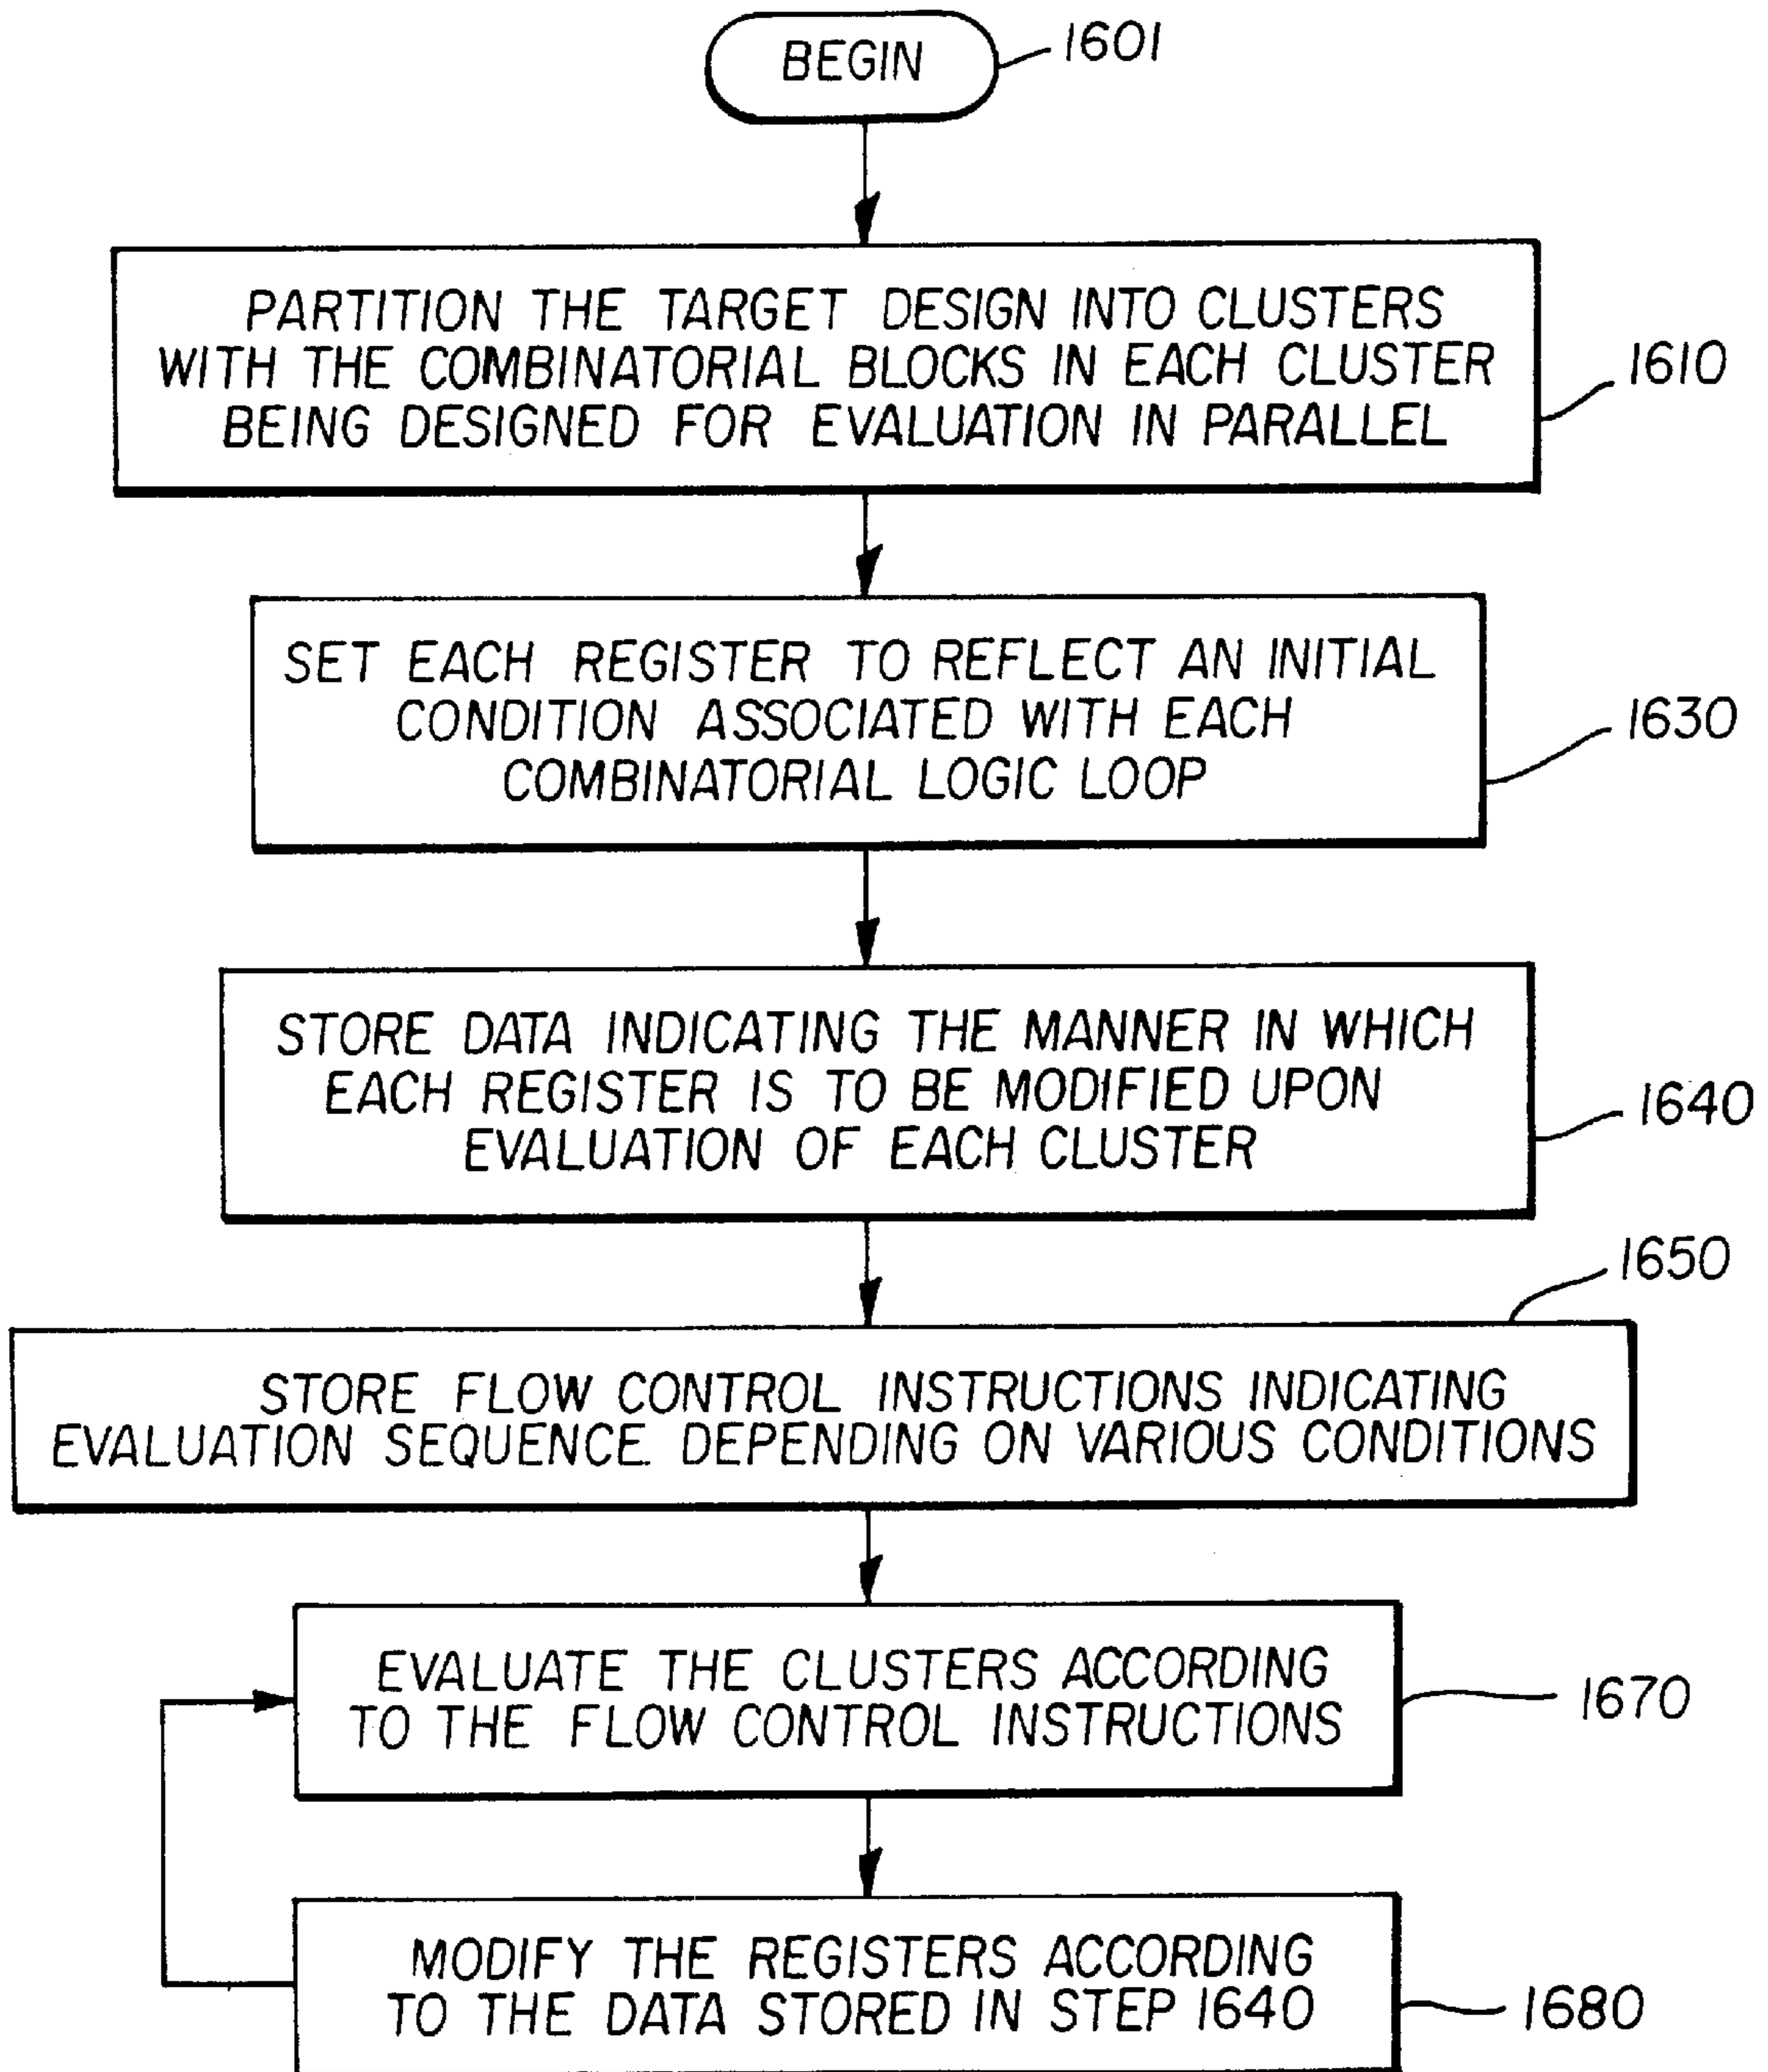 BEGIN
1601
PARTITION THE TARGET DESIGN INTO CLUSTERS
WITH THE COMBINATORIAL BLOCKS IN EACH CLUSTER
BEING DESIGNED FOR EVALUATION IN PARALLEL
1610
SET EACH REGISTER TO REFLECT AN INITIAL
CONDITION ASSOCIATED WITH EACH
COMBINATORIAL LOGIC LOOP
1630
STORE DATA INDICATING THE MANNER IN WHICH
EACH REGISTER IS TO BE MODIFIED UPON
EVALUATION OF EACH CLUSTER
1640
1650
STORE FLOW CONTROL INSTRUCTIONS INDICATING
EVALUATION SEQUENCE DEPENDING ON VARIOUS CONDITIONS
EVALUATE THE CLUSTERS ACCORDING
TO THE FLOW CONTROL INSTRUCTIONS
1670
MODIFY THE REGISTERS ACCORDING
TO THE DATA STORED IN STEP 1640
1680